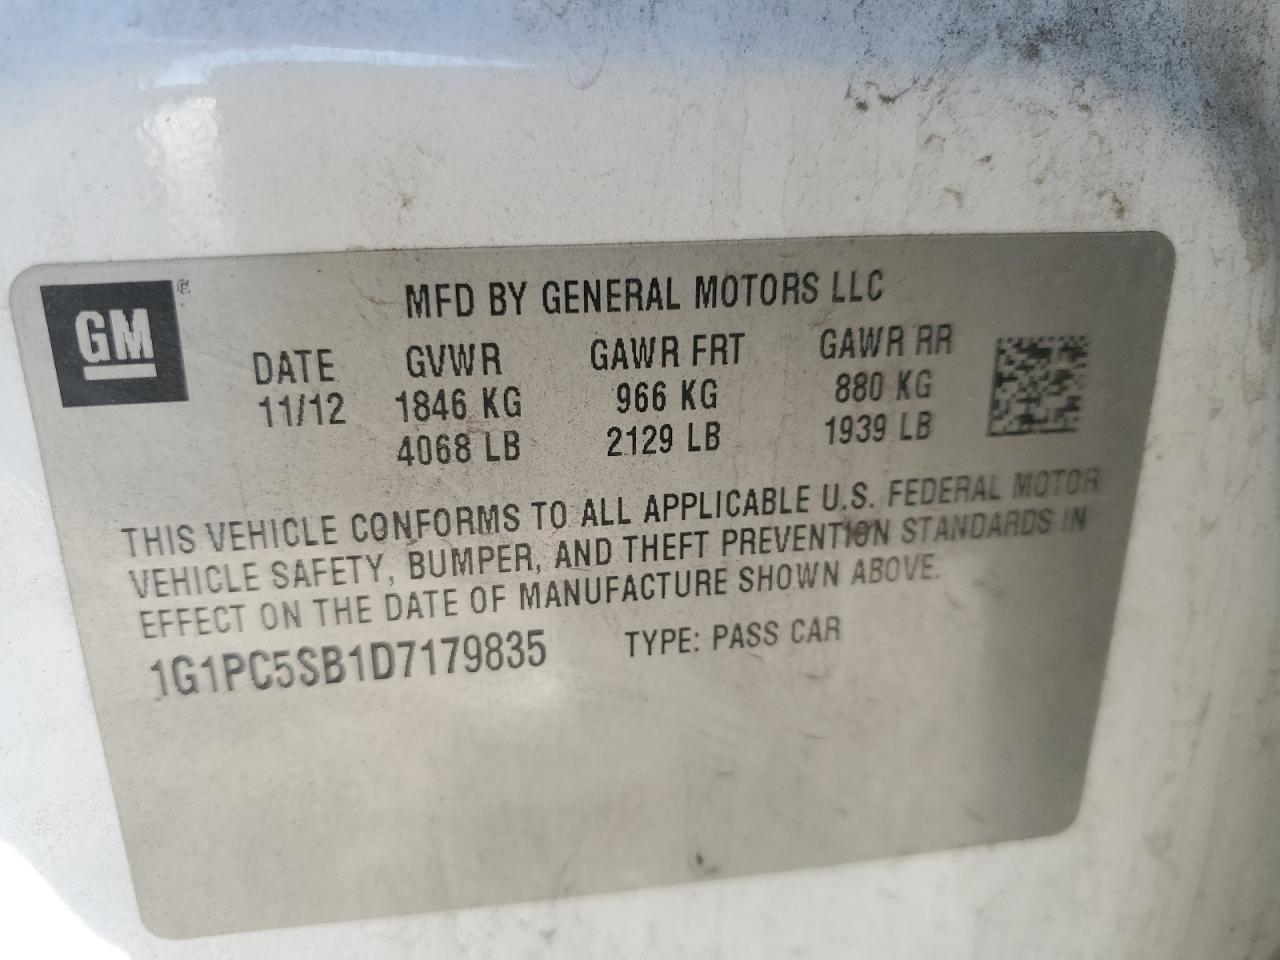 GM ®
MFD BY GENERAL MOTORS LLC
DATE GVWR GAWR FRT GAWR RR
11/12 1846 KG 966 KG 880 KG
4068 LB 2129 LB 1939 LB
THIS VEHICLE CONFORMS TO ALL APPLICABLE U.S. FEDERAL MOTOR
VEHICLE SAFETY, BUMPER, AND THEFT PREVENTION STANDARDS IN
EFFECT ON THE DATE OF MANUFACTURE SHOWN ABOVE.
1G1PC5SB1D7179835 TYPE: PASS CAR